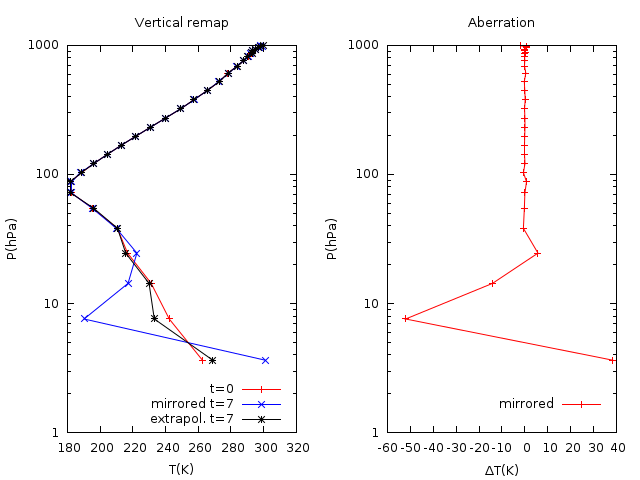 Vertical remap
1000
100
10
1
P(hPa)
t=0
mirrored t=7
extrapol. t=7
180 200 220 240 260 280 300 320
T(K)
Aberration
1000
100
10
1
P(hPa)
mirrored
-60 -50 -40 -30 -20 -10 0 10 20 30 40
ΔT(K)